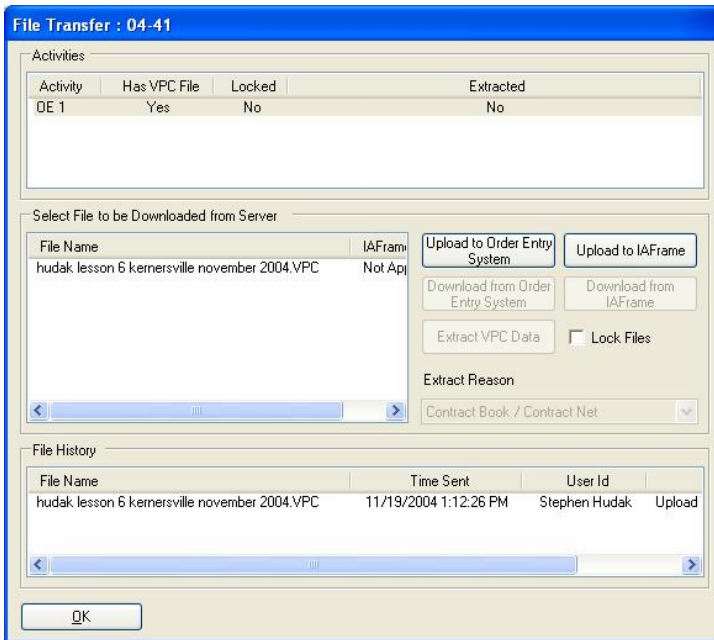 File Transfer : 04-41
Activities
Activity Has VPC File Locked Extracted
OE 1 Yes No No
Select File to be Downloaded from Server
File Name IAFram
hudak lesson 6 kernersville november 2004.VPC Not App
Upload to Order Entry System
Upload to IAFrame
Download from Order Entry System
Download from IAFrame
Extract VPC Data
Lock Files
Extract Reason
Contract Book / Contract Net
File History
File Name Time Sent User Id
hudak lesson 6 kernersville november 2004.VPC 11/19/2004 1:12:26 PM Stephen Hudak Upload
OK